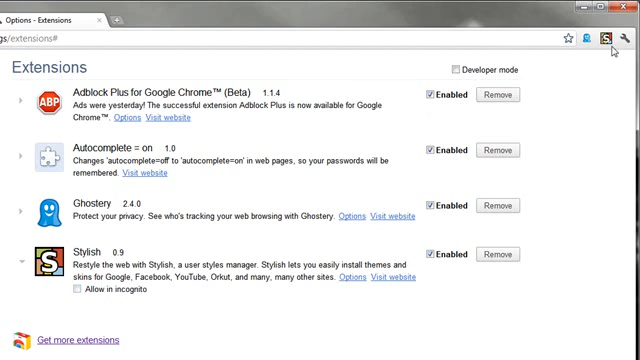 Options - Extensions
gs/extensions#
Extensions
Developer mode
ABP
Adblock Plus for Google Chrome™ (Beta) 1.1.4
Ads were yesterday! The successful extension Adblock Plus is now available for Google
Chrome™. Options Visit website
Enabled Remove
Autocomplete = on 1.0
Changes 'autocomplete=off to 'autocomplete=on' in web pages, so your passwords will be
remembered. Visit website
Enabled Remove
Ghostery 2.4.0
Protect your privacy. See who's tracking your web browsing with Ghostery. Options Visit website
Enabled Remove
S
Stylish 0.9
Restyle the web with Stylish, a user styles manager. Stylish lets you easily install themes and
skins for Google, Facebook, YouTube, Orkut, and many, many other sites. Options Visit website
Allow in incognito
Enabled Remove
Get more extensions